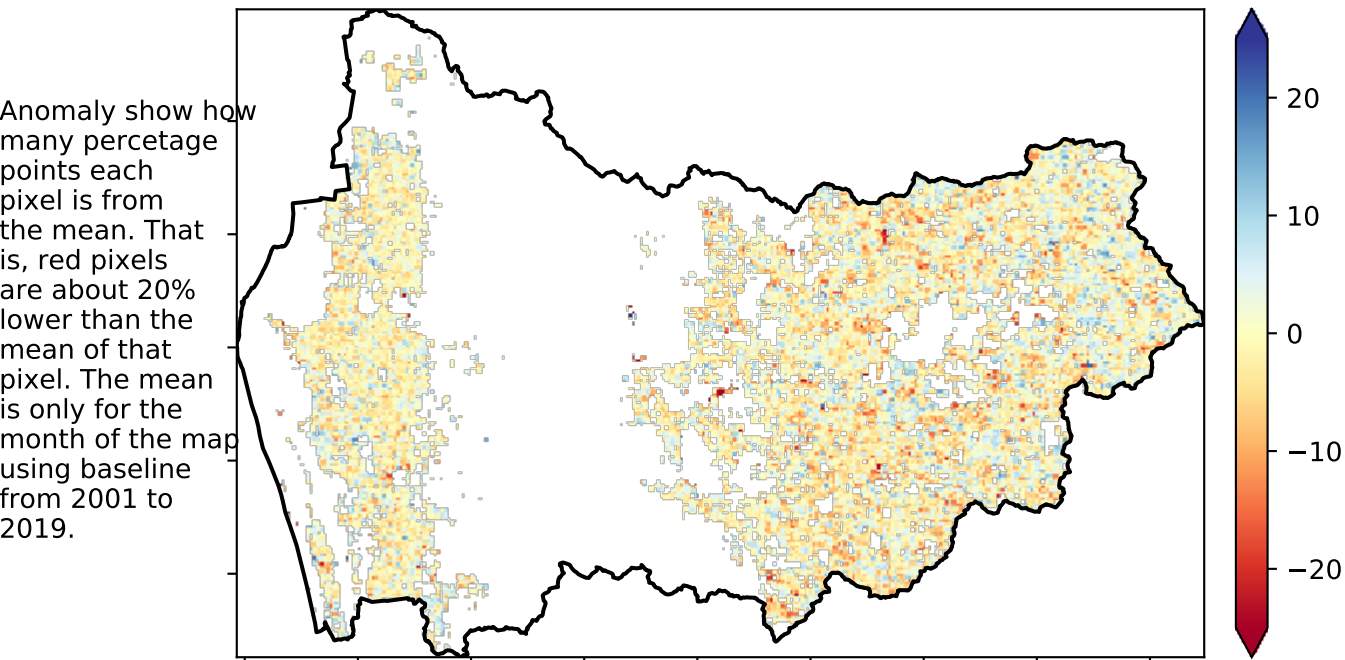 Anomaly show how
many percetage
points each
pixel is from
the mean. That
is, red pixels
are about 20%
lower than the
mean of that
pixel. The mean
is only for the
month of the map
using baseline
from 2001 to
2019.
20
10
0
−10
−20